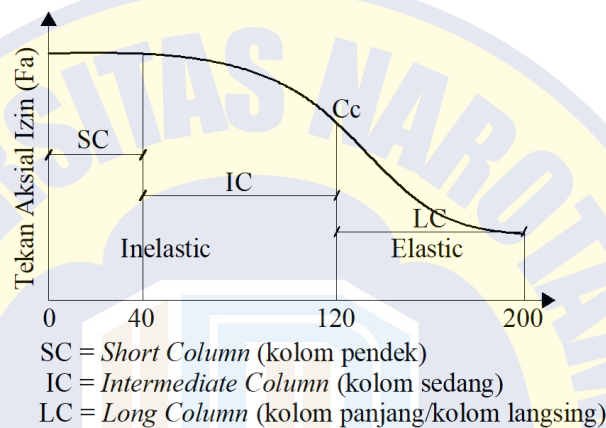 Tekan Aksial Izin (Fa)
SC
IC
Cc
LC
Inelastic
Elastic
0 40 120 200
SC = Short Column (kolom pendek)
IC = Intermediate Column (kolom sedang)
LC = Long Column (kolom panjang/kolom langsing)